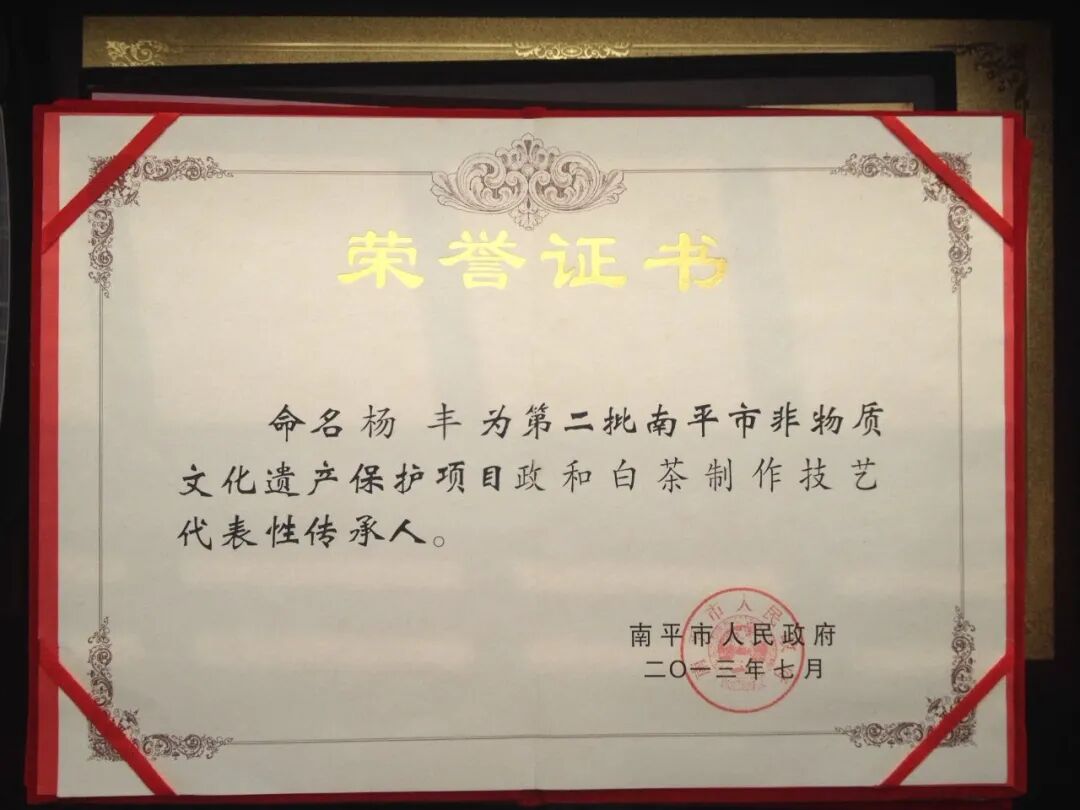 荣誉证书
命名杨 丰为第二批南平市非物质
文化遗产保护项目政和白茶制作技艺
代表性传承人。
南平市人民政府
二〇一三年七月